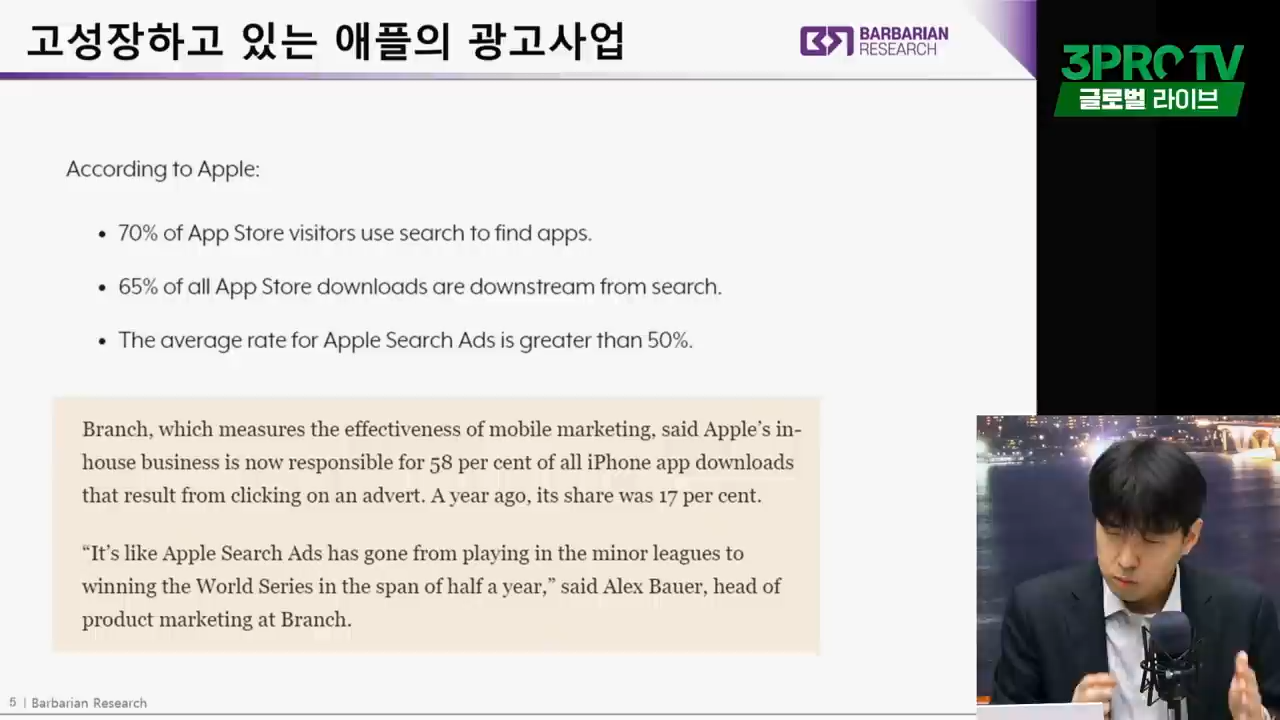 고성장하고 있는 애플의 광고사업
BARBARIAN
RESEARCH
3PRO TV
글로벌 라이브
According to Apple:
• 70% of App Store visitors use search to find apps.
• 65% of all App Store downloads are downstream from search.
• The average rate for Apple Search Ads is greater than 50%.
Branch, which measures the effectiveness of mobile marketing, said Apple’s in-
house business is now responsible for 58 per cent of all iPhone app downloads
that result from clicking on an advert. A year ago, its share was 17 per cent.
“It’s like Apple Search Ads has gone from playing in the minor leagues to
winning the World Series in the span of half a year,” said Alex Bauer, head of
product marketing at Branch.
5 | Barbarian Research